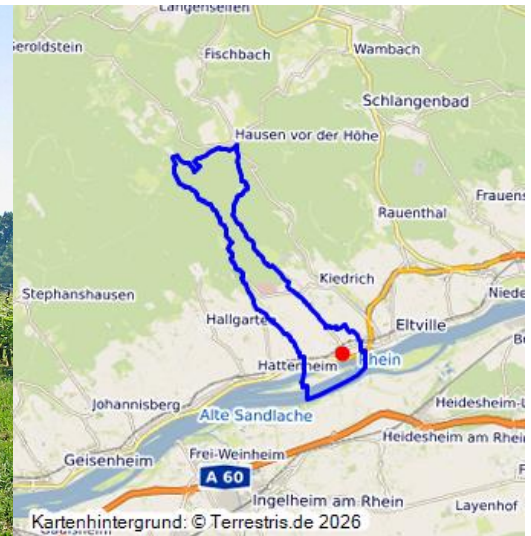 Langenseifen
Geroldstein
Fischbach
Wambach
Schlangenbad
Hausen vor der Höhe
Rauenthal
Frauens
Stephanshausen
Kiedrich
Hallgarten
Niede
Eltville
Hattenheim
Rhein
Johannisberg
Alte Sandlache
Heidesheim-U
Geisenheim
Frei-Weinheim
Heidesheim am Rhein
A 60
Ingelheim am Rhein
Layenhof
Kartenhintergrund: © Terrestris.de 2026